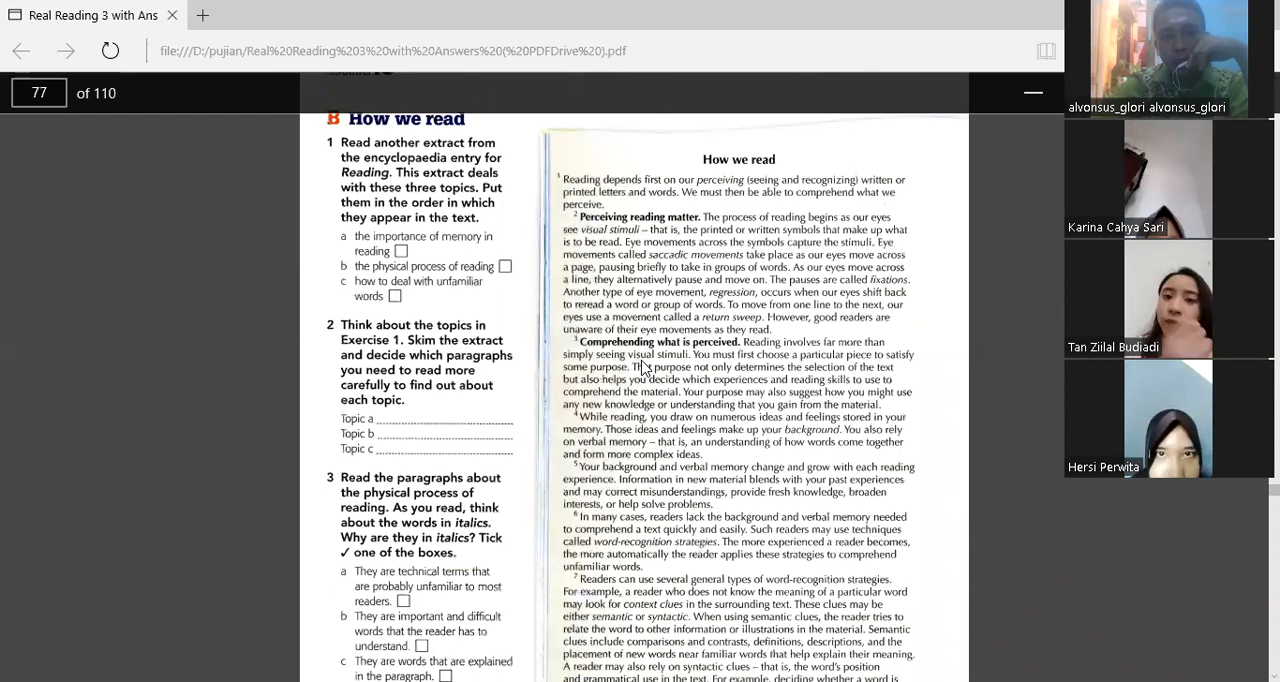 Real Reading 3 with Ans
file:///D:/pujian/Real%20Reading%203%20with%20Answers%20(%20PDFDrive%20).pdf
77 of 110
B How we read
1 Read another extract from
the encyclopaedia entry for
Reading. This extract deals
with these three topics. Put
them in the order in which
they appear in the text.
a the importance of memory in
reading
b the physical process of reading
c how to deal with unfamiliar
words
2 Think about the topics in
Exercise 1. Skim the extract
and decide which paragraphs
you need to read more
carefully to find out about
each topic.
Topic a
Topic b
Topic c
3 Read the paragraphs about
the physical process of
reading. As you read, think
about the words in italics.
Why are they in italics? Tick
✓ one of the boxes.
a They are technical terms that
are probably unfamiliar to most
readers.
b They are important and difficult
words that the reader has to
understand.
c They are words that are explained
in the paragraph.
How we read
1 Reading depends first on our perceiving (seeing and recognizing) written or
printed letters and words. We must then be able to comprehend what we
perceive.
2 Perceiving reading matter. The process of reading begins as our eyes
see visual stimuli – that is, the printed or written symbols that make up what
is to be read. Eye movements across the symbols capture the stimuli. Eye
movements called saccadic movements take place as our eyes move across
a page, pausing briefly to take in groups of words. As our eyes move across
a line, they alternatively pause and move on. The pauses are called fixations.
Another type of eye movement, regression, occurs when our eyes shift back
to reread a word or group of words. To move from one line to the next, our
eyes use a movement called a return sweep. However, good readers are
unaware of their eye movements as they read.
3 Comprehending what is perceived. Reading involves far more than
simply seeing visual stimuli. You must first choose a particular piece to satisfy
some purpose. purpose not only determines the selection of the text
but also helps you decide which experiences and reading skills to use to
comprehend the material. Your purpose may also suggest how you might use
any new knowledge or understanding that you gain from the material.
4 While reading, you draw on numerous ideas and feelings stored in your
memory. Those ideas and feelings make up your background. You also rely
on verbal memory – that is, an understanding of how words come together
and form more complex ideas.
5 Your background and verbal memory change and grow with each reading
experience. Information in new material blends with your past experiences
and may correct misunderstandings, provide fresh knowledge, broaden
interests, or help solve problems.
6 In many cases, readers lack the background and verbal memory needed
to comprehend a text quickly and easily. Such readers may use techniques
called word-recognition strategies. The more experienced a reader becomes,
the more automatically the reader applies these strategies to comprehend
unfamiliar words.
7 Readers can use several general types of word-recognition strategies.
For example, a reader who does not know the meaning of a particular word
may look for context clues in the surrounding text. These clues may be
either semantic or syntactic. When using semantic clues, the reader tries to
relate the word to other information or illustrations in the material. Semantic
clues include comparisons and contrasts, definitions, descriptions, and the
placement of new words near familiar words that help explain their meaning.
A reader may also rely on syntactic clues – that is, the word's position
and grammatical use in the text. For example, deciding whether a word is
alvonsus_glori alvonsus_glori
Karina Cahya Sari
Tan Ziilal Budiadi
Hersi Perwita